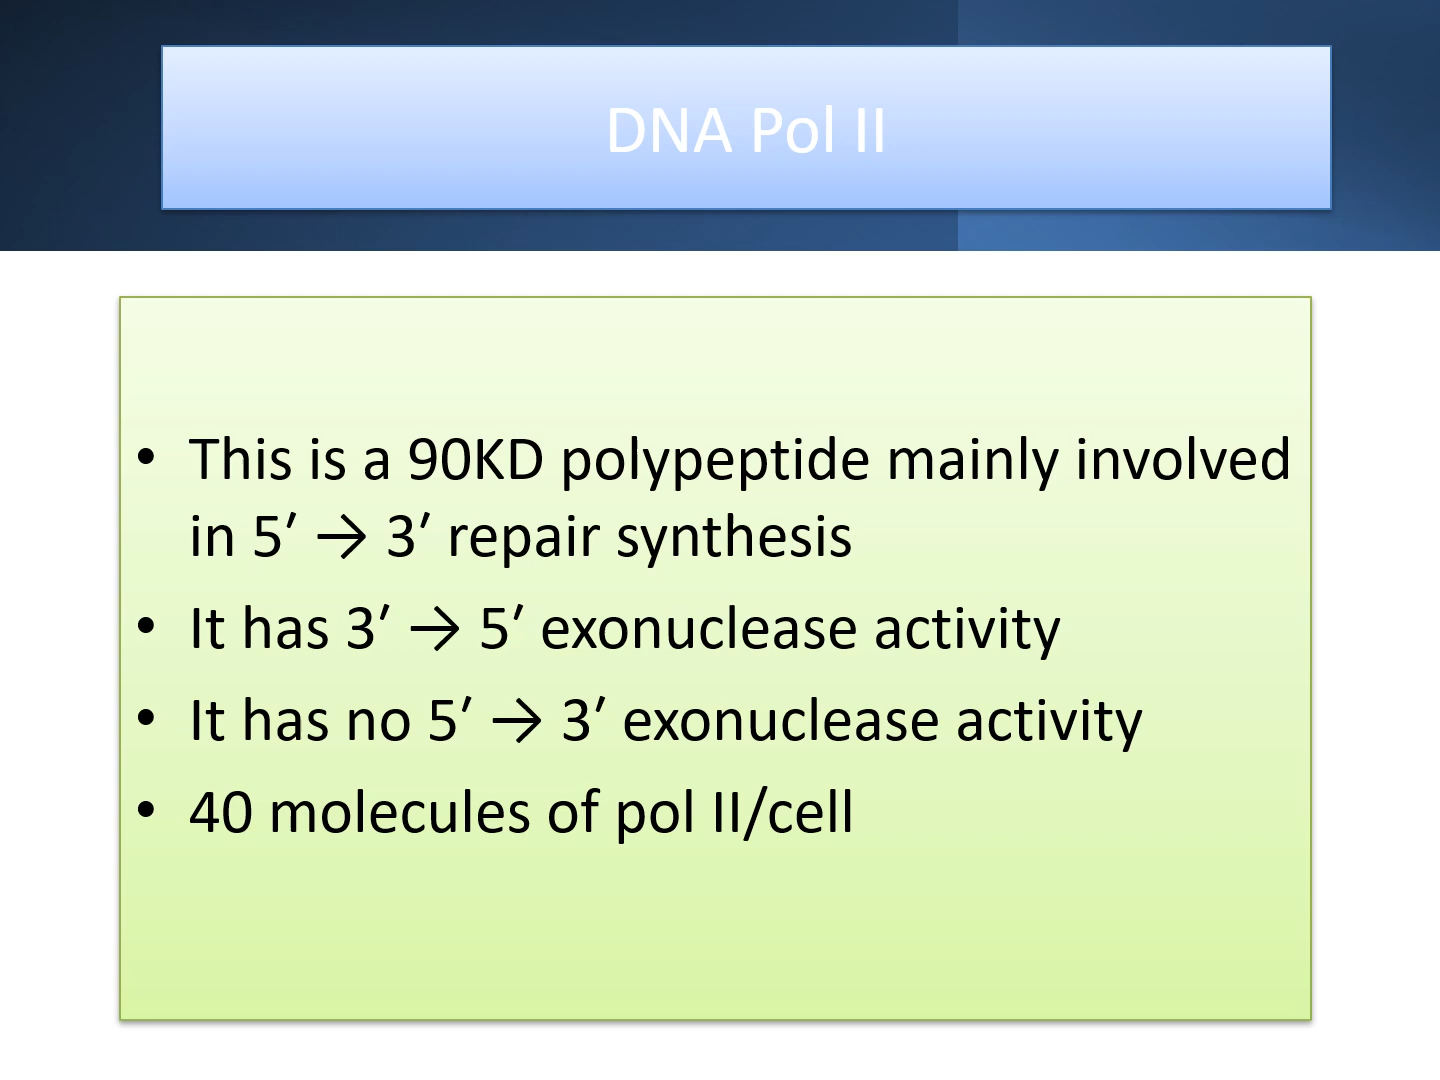 DNA Pol II
• This is a 90KD polypeptide mainly involved
in 5′ → 3′ repair synthesis
• It has 3′ → 5′ exonuclease activity
• It has no 5′ → 3′ exonuclease activity
• 40 molecules of pol II/cell